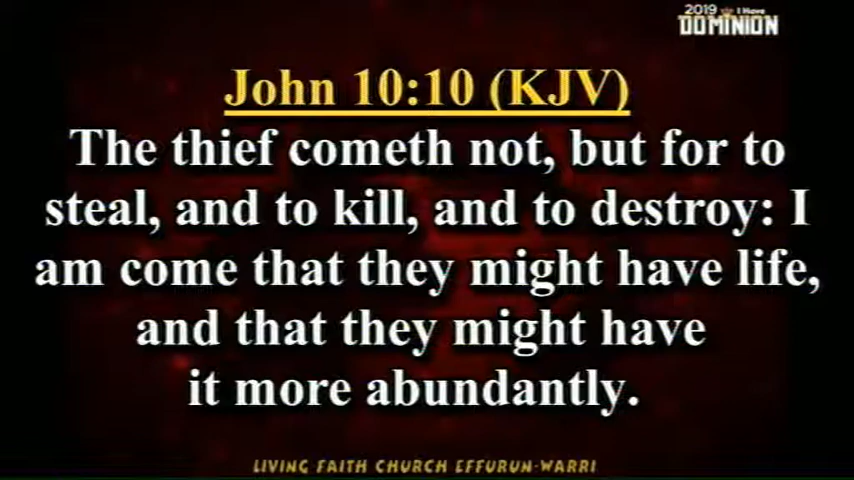 2019 I Have
DOMINION
John 10:10 (KJV)
The thief cometh not, but for to
steal, and to kill, and to destroy: I
am come that they might have life,
and that they might have
it more abundantly.
LIVING FAITH CHURCH EFFURUN-WARRI